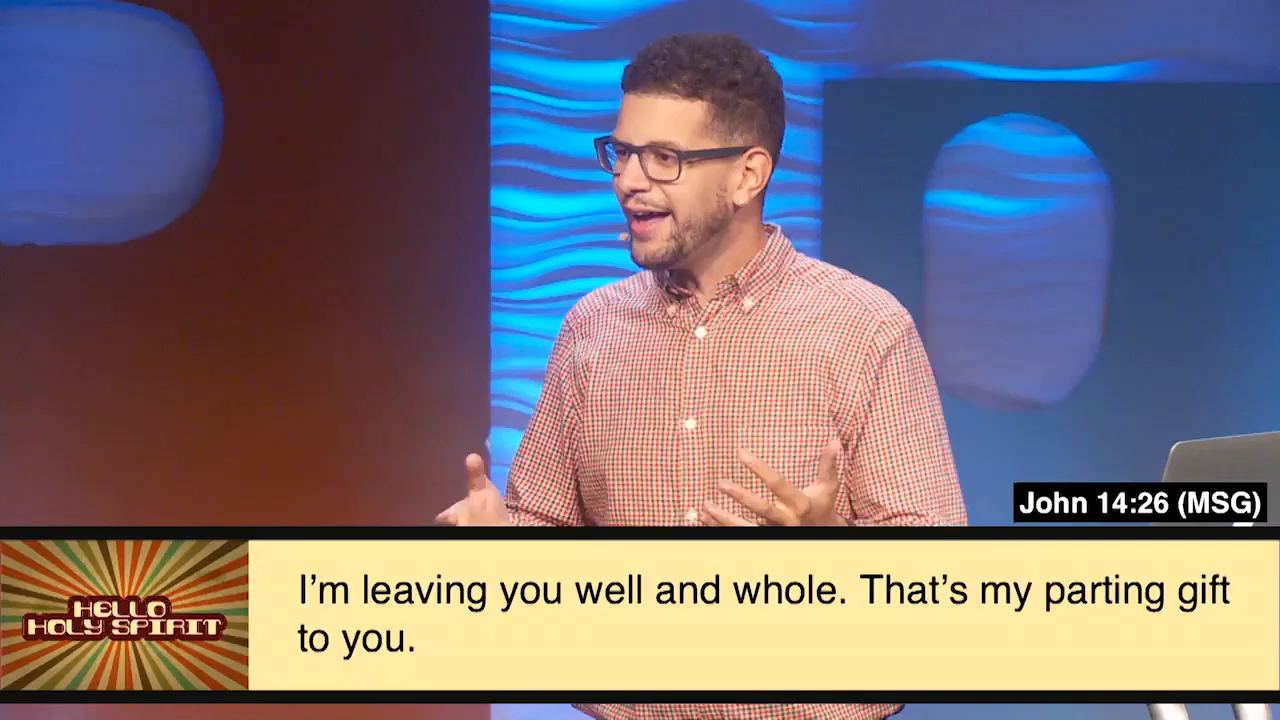 John 14:26 (MSG)
HELLO
HOLY SPIRIT
I’m leaving you well and whole. That’s my parting gift
to you.